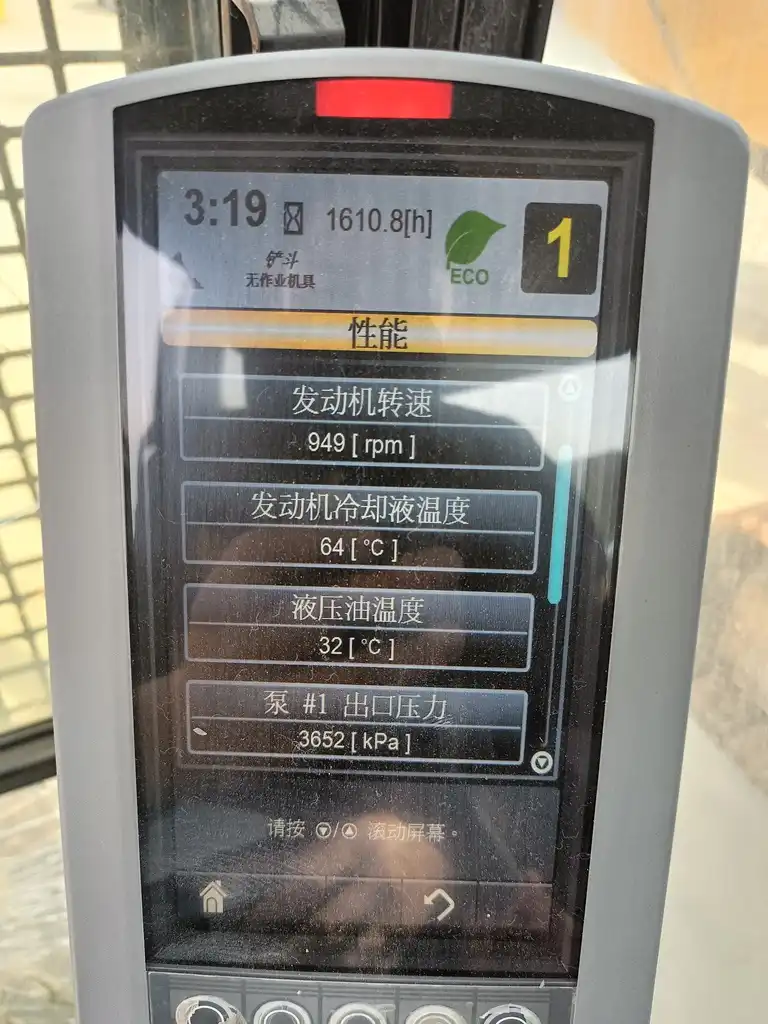 3:19 1610.8[h]
ECO
1
铲斗
无作业机具
性能
发动机转速
949 [ rpm ]
发动机冷却液温度
64 [ °C ]
液压油温度
32 [ °C ]
泵 #1 出口压力
3652 [ kPa ]
请按 ▽/△ 滚动屏幕。